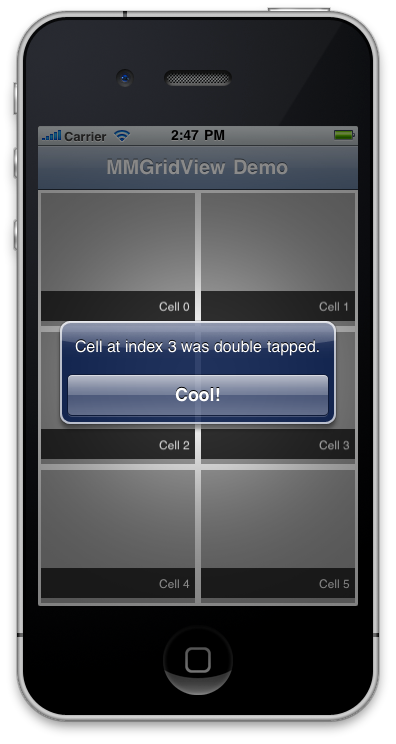 Carrier 2:47 PM
MMGridView Demo
Cell 0 Cell 1
Cell at index 3 was double tapped.
Cool!
Cell 2 Cell 3
Cell 4 Cell 5